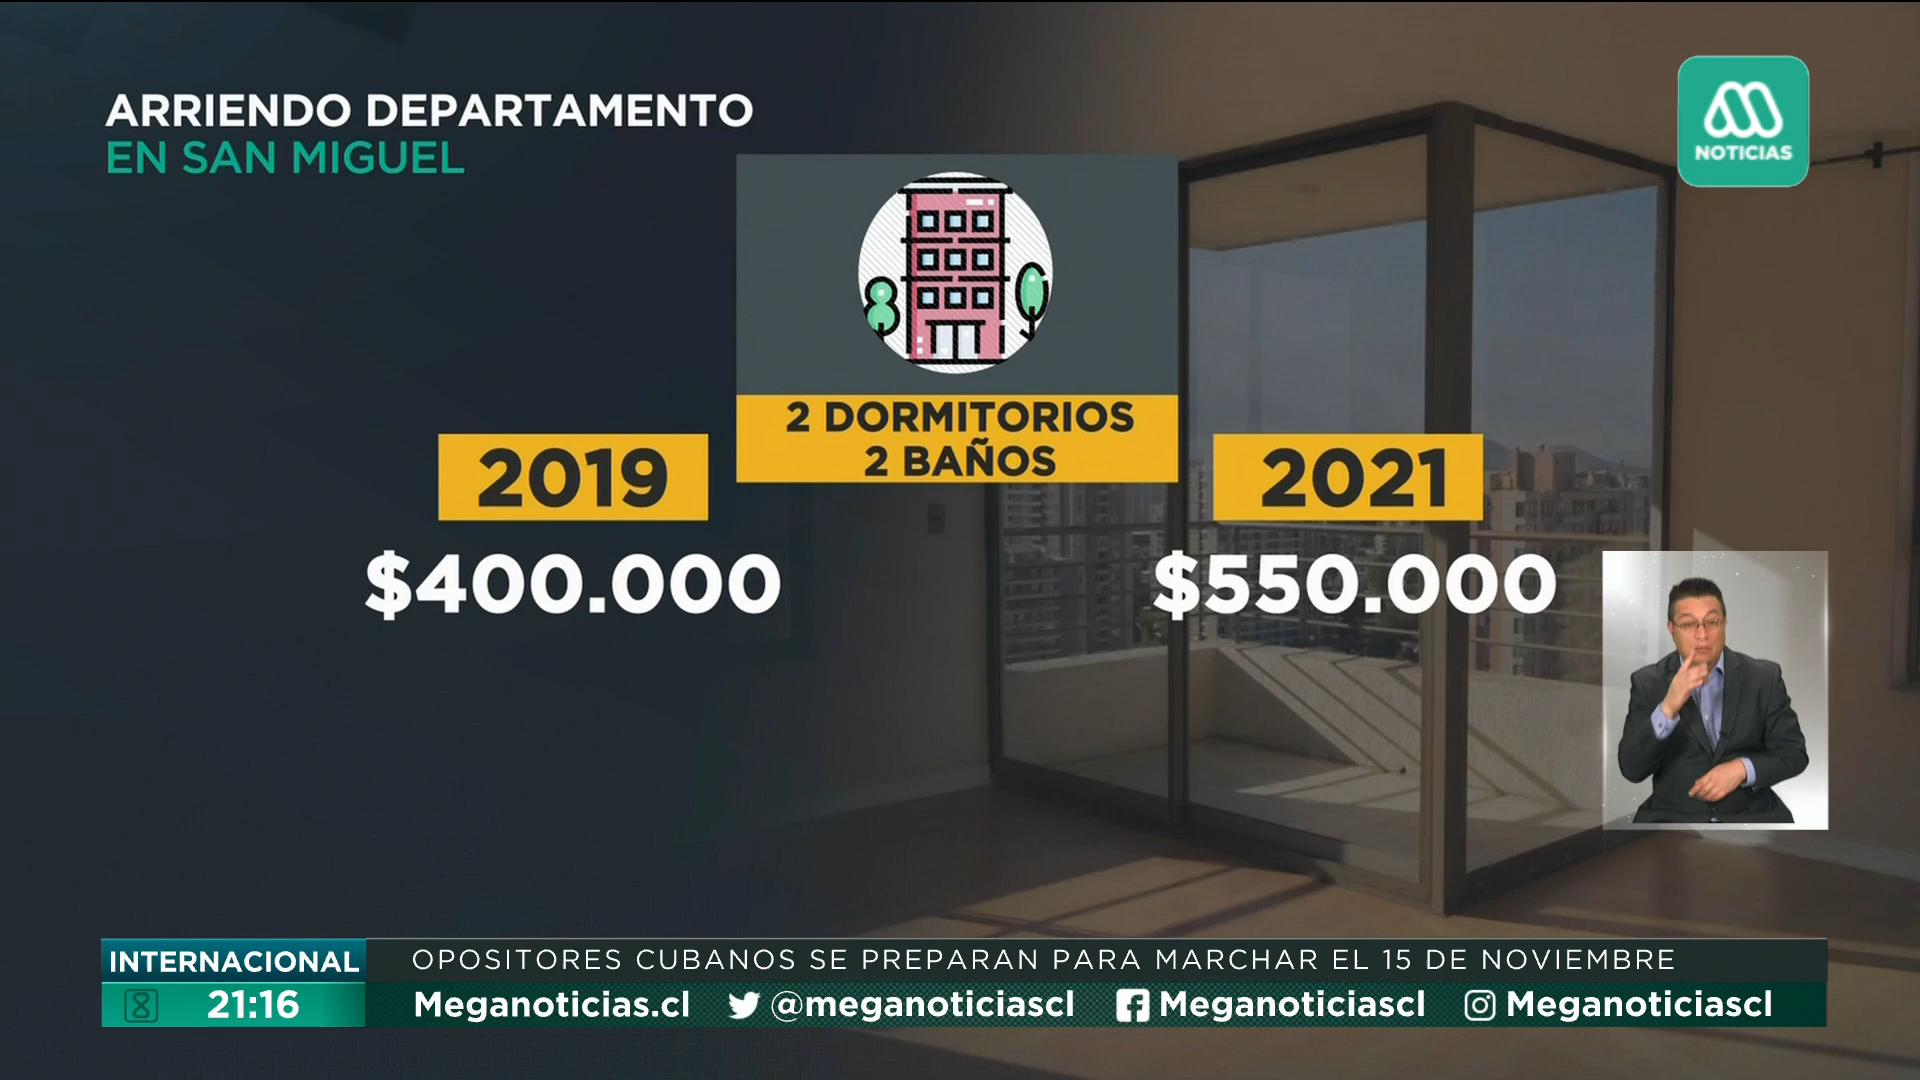 ARRIENDO DEPARTAMENTO
EN SAN MIGUEL
NOTICIAS
2 DORMITORIOS
2 BAÑOS
2019
2021
$400.000
$550.000
INTERNACIONAL
OPOSITORES CUBANOS SE PREPARAN PARA MARCHAR EL 15 DE NOVIEMBRE
21:16
Meganoticias.cl @meganoticiascl Meganoticiascl Meganoticiascl